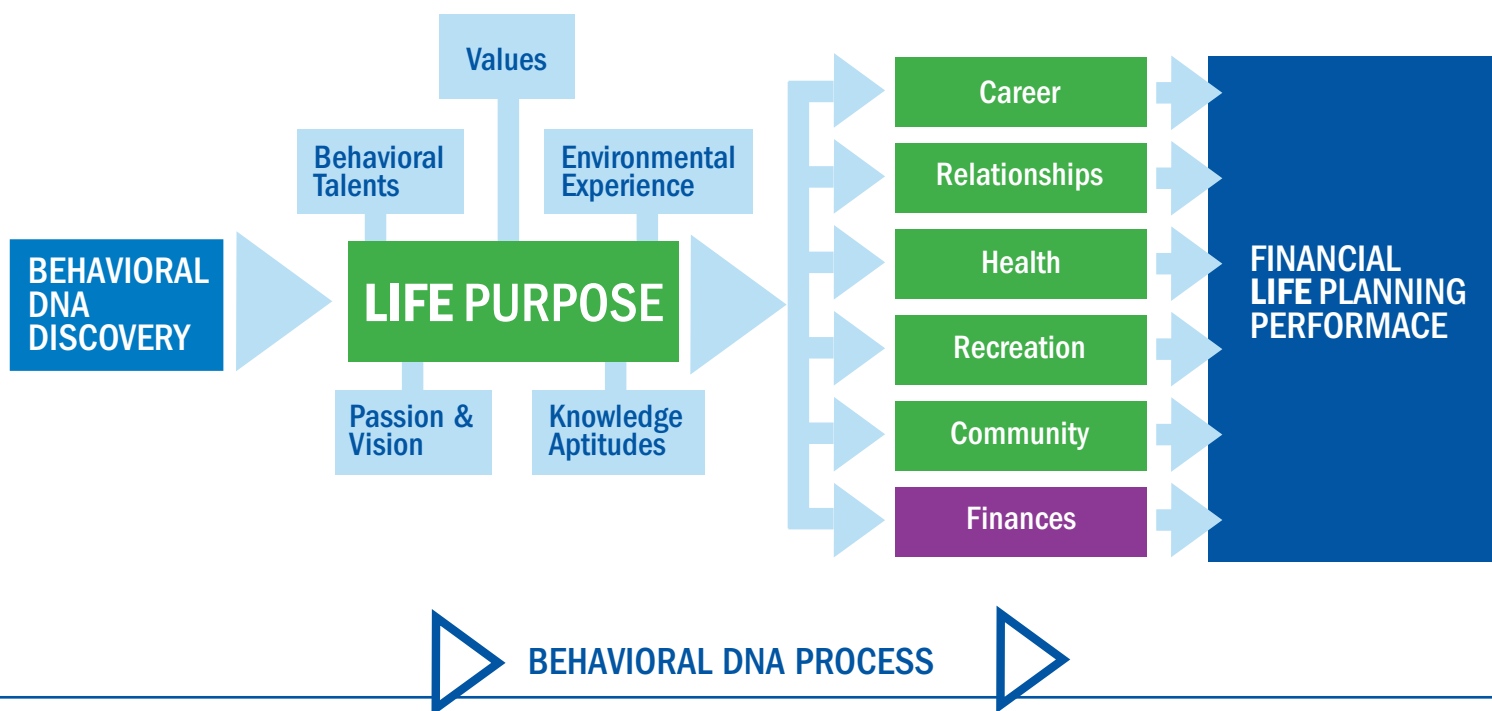 Values
Behavioral
Talents
Environmental
Experience
BEHAVIORAL
DNA
DISCOVERY
LIFE PURPOSE
Passion &
Vision
Knowledge
Aptitudes
Career
Relationships
Health
Recreation
Community
Finances
FINANCIAL
LIFE PLANNING
PERFORMACE
BEHAVIORAL DNA PROCESS